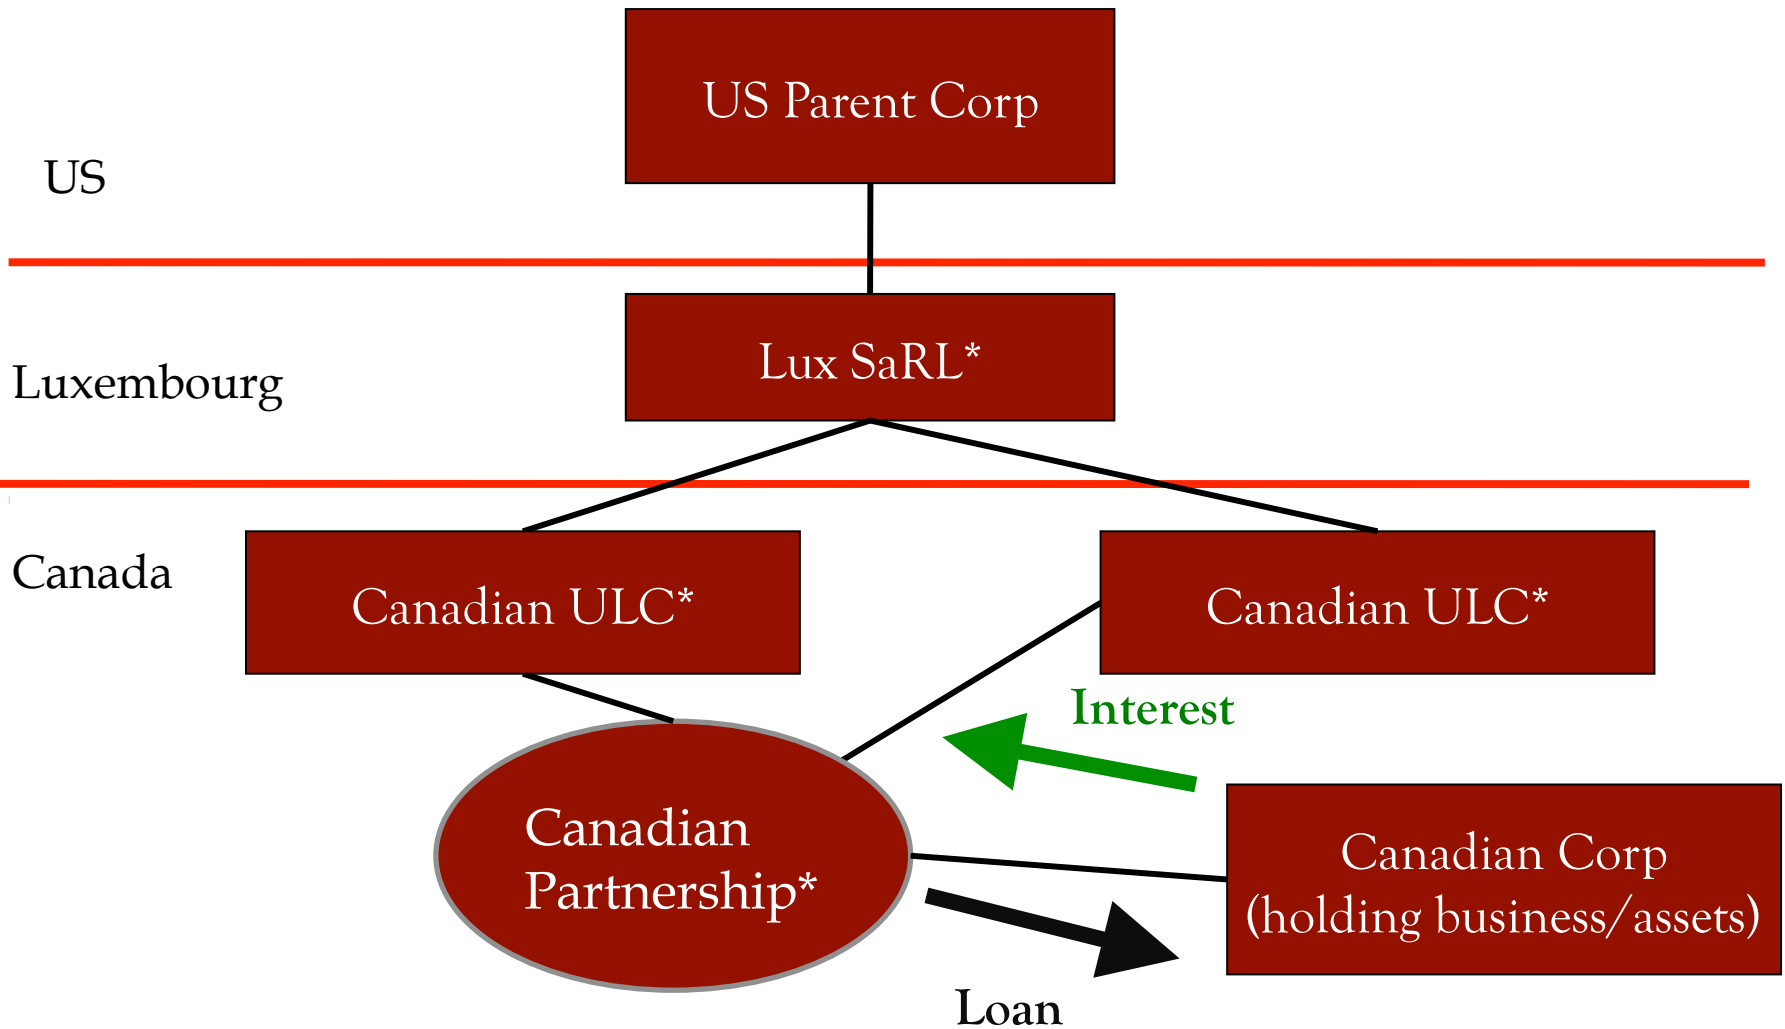 US Parent Corp
US
Lux SaRL*
Luxembourg
Canada
Canadian ULC*
Canadian ULC*
Interest
Canadian
Partnership*
Canadian Corp
(holding business/assets)
Loan